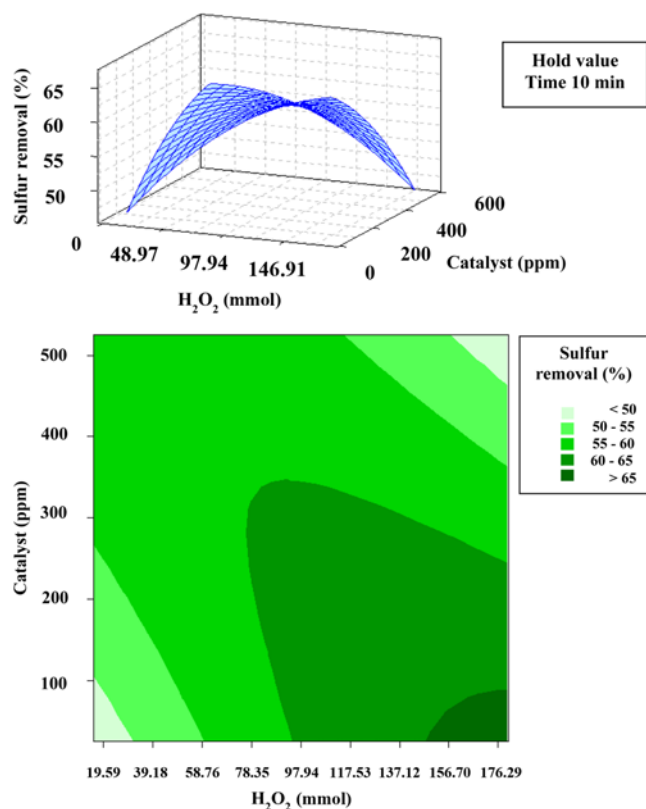 Hold value
Time 10 min
Sulfur removal (%)
65
60
55
50
0
48.97
97.94
146.91
H₂O₂ (mmol)
0
200
400
600
Catalyst (ppm)
Sulfur
removal (%)
< 50
50 - 55
55 - 60
60 - 65
> 65
Catalyst (ppm)
500
400
300
200
100
19.59 39.18 58.76 78.35 97.94 117.53 137.12 156.70 176.29
H₂O₂ (mmol)